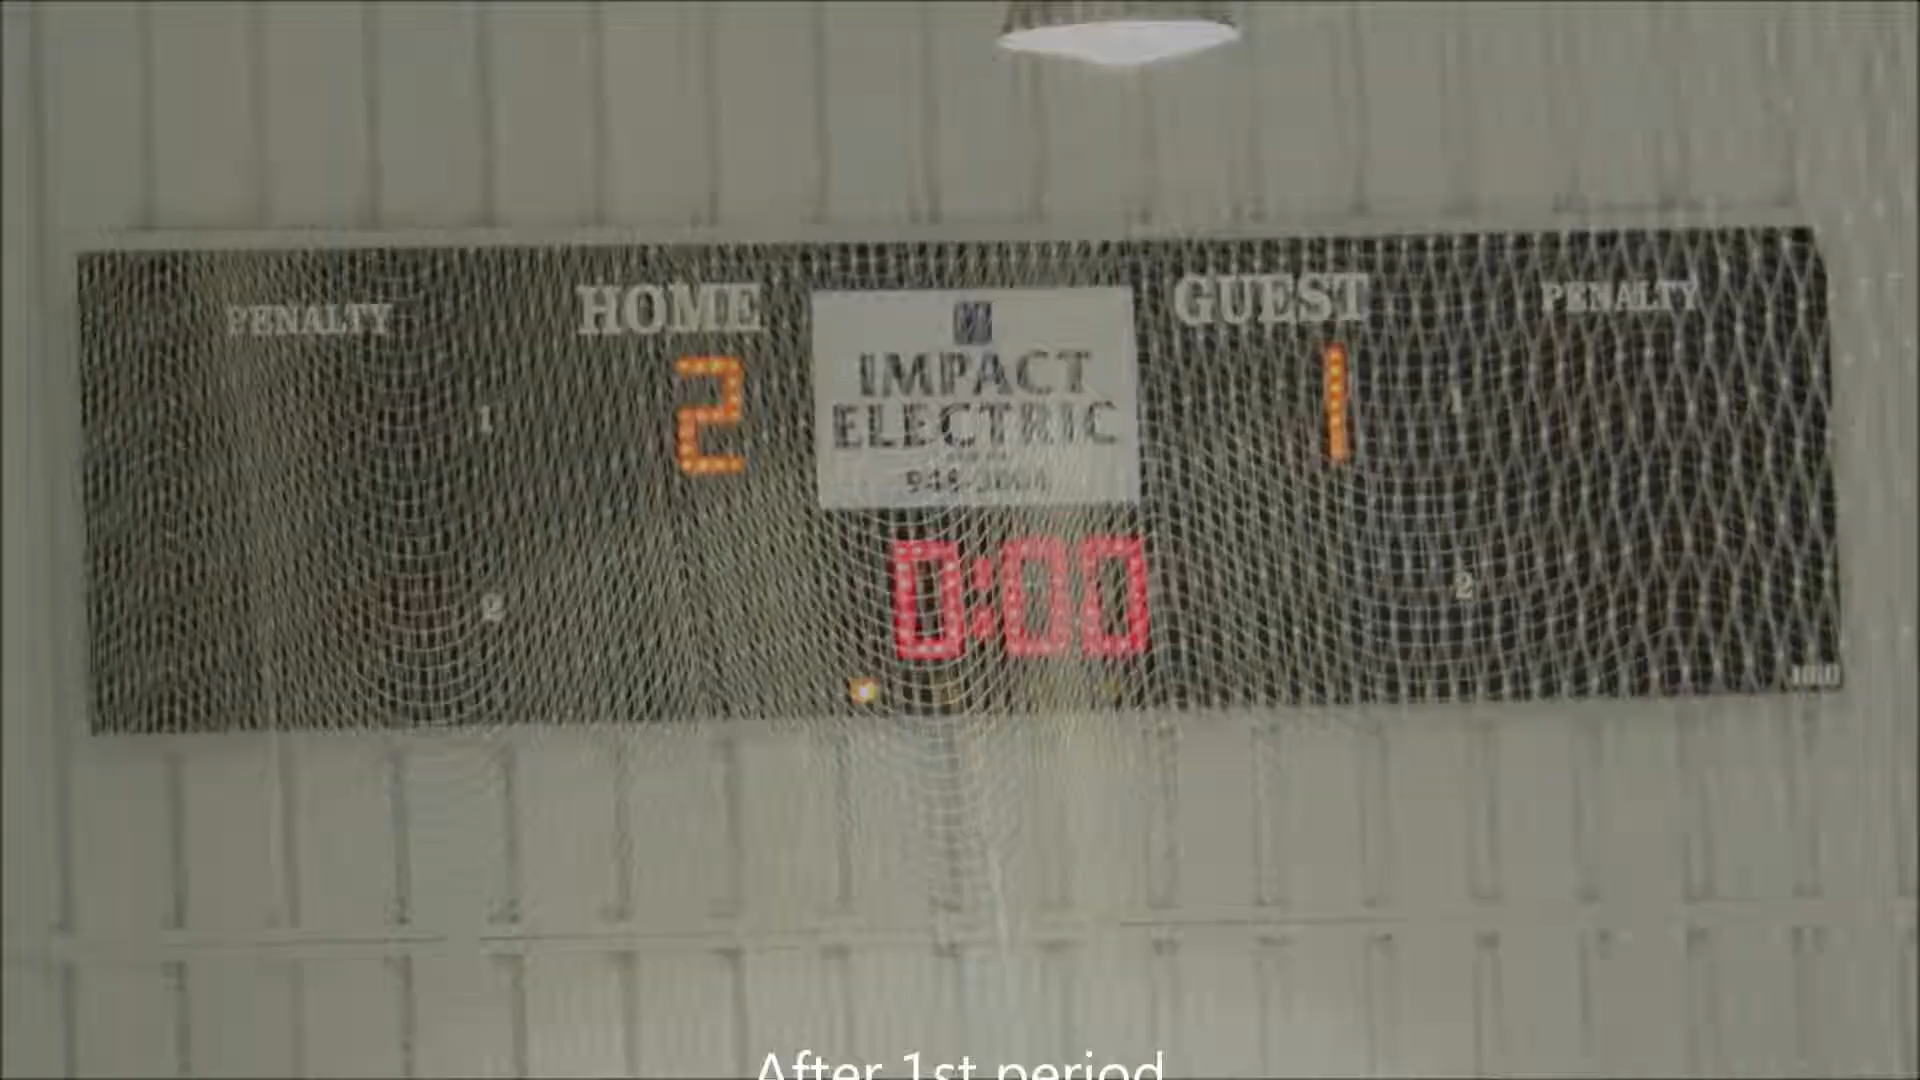 PENALTY HOME GUEST PENALTY
IMPACT
ELECTRIC
2 1
1 1
0:00
2 2
After 1st period